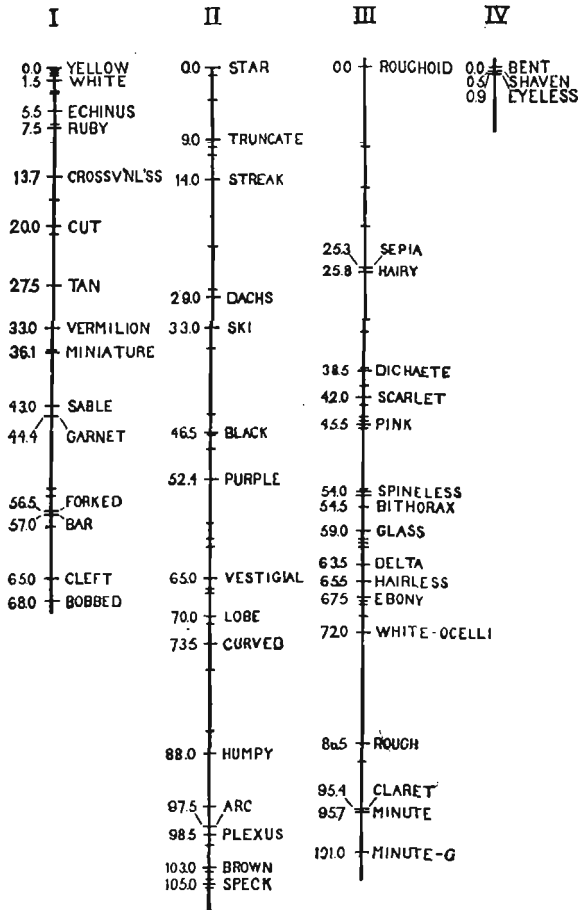 I
0.0 YELLOW
1.5 WHITE
5.5 ECHINUS
7.5 RUBY
13.7 CROSSV'NL'SS
20.0 CUT
27.5 TAN
33.0 VERMILION
36.1 MINIATURE
43.0 SABLE
44.4 GARNET
56.5 FORKED
57.0 BAR
65.0 CLEFT
68.0 BOBBED
II
0.0 STAR
9.0 TRUNCATE
14.0 STREAK
29.0 DACHS
33.0 SKI
46.5 BLACK
52.4 PURPLE
65.0 VESTIGIAL
70.0 LOBE
73.5 CURVED
88.0 HUMPY
97.5 ARC
98.5 PLEXUS
103.0 BROWN
105.0 SPECK
III
0.0 ROUGHOID
25.3 SEPIA
25.8 HAIRY
38.5 DICHAETE
42.0 SCARLET
45.5 PINK
54.0 SPINELESS
54.5 BITHORAX
59.0 GLASS
63.5 DELTA
65.5 HAIRLESS
67.5 EBONY
72.0 WHITE-OCELLI
86.5 ROUGH
95.4 CLARET
95.7 MINUTE
101.0 MINUTE-G
IV
0.0 BENT
SHAVEN
0.9 EYELESS